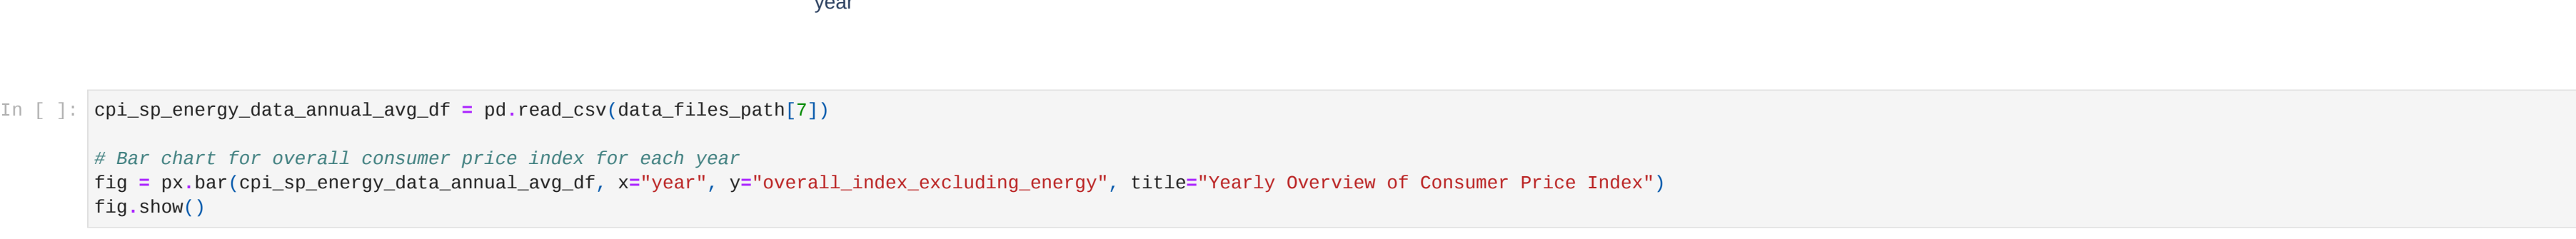 year
In [ ]: cpi_sp_energy_data_annual_avg_df = pd.read_csv(data_files_path[7])
# Bar chart for overall consumer price index for each year
fig = px.bar(cpi_sp_energy_data_annual_avg_df, x="year", y="overall_index_excluding_energy", title="Yearly Overview of Consumer Price Index")
fig.show()